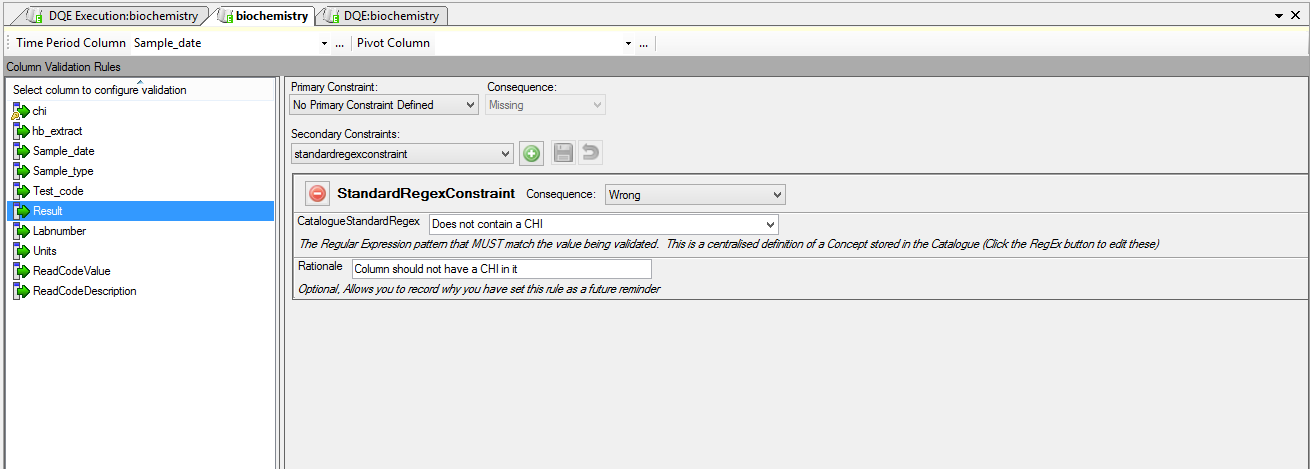 DQE Execution:biochemistry biochemistry DQE:biochemistry
Time Period Column Sample_date ... Pivot Column ...
Column Validation Rules
Select column to configure validation
chi
hb_extract
Sample_date
Sample_type
Test_code
Result
Labnumber
Units
ReadCodeValue
ReadCodeDescription
Primary Constraint: Consequence:
No Primary Constraint Defined Missing
Secondary Constraints:
standardregexconstraint
StandardRegexConstraint Consequence: Wrong
CatalogueStandardRegex Does not contain a CHI
The Regular Expression pattern that MUST match the value being validated. This is a centralised definition of a Concept stored in the Catalogue (Click the RegEx button to edit these)
Rationale Column should not have a CHI in it
Optional, Allows you to record why you have set this rule as a future reminder